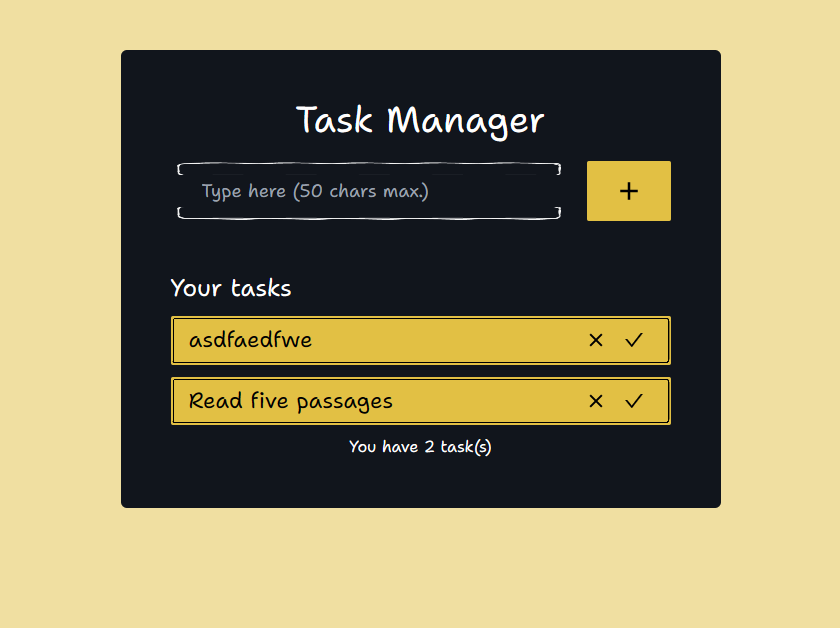 Task Manager
Type here (50 chars max.)
+
Your tasks
asdfaedfwe
Read five passages
You have 2 task(s)